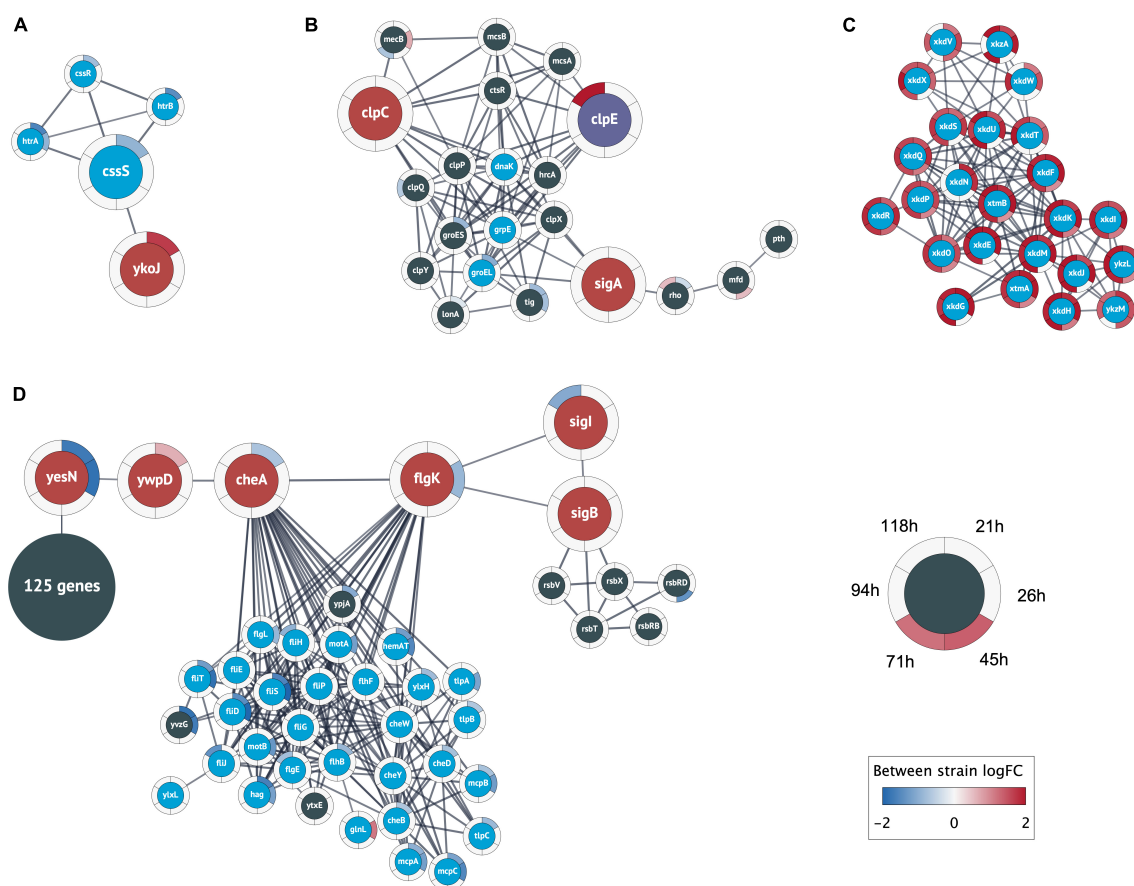 A
cssR
htrB
htrA
cssS
ykoJ
B
mecB
mcsB
mcsA
ctsR
clpC
clpE
clpP
dnaK
hrcA
clpQ
clpX
groES
grpE
clpY
groEL
lonA
tig
sigA
rho
mfd
pth
C
xkdV
xkzA
xkdX
xkdW
xkdS
xkdU
xkdT
xkdQ
xkdN
xkdF
xkdP
xtmB
xkdR
xkdK
xkdI
xkdO
xkdE
xkdM
xkdJ
ykzL
xtmA
xkdG
xkdH
ykzM
D
yesN
ywpD
cheA
flgK
sigI
sigB
125 genes
rsbV
rsbX
rsbRD
rsbT
rsbRB
ypjA
flgL
fliH
motA
hemAT
fliT
fliE
fliS
fliP
flhF
ylxH
tlpA
yvzG
fliD
fliG
cheW
tlpB
motB
fliJ
flgE
flhB
cheY
cheD
mcpB
ylxL
hag
ytxE
glnL
cheB
tlpC
mcpA
mcpC
118h
21h
94h
26h
71h
45h
Between strain logFC
−2
0
2